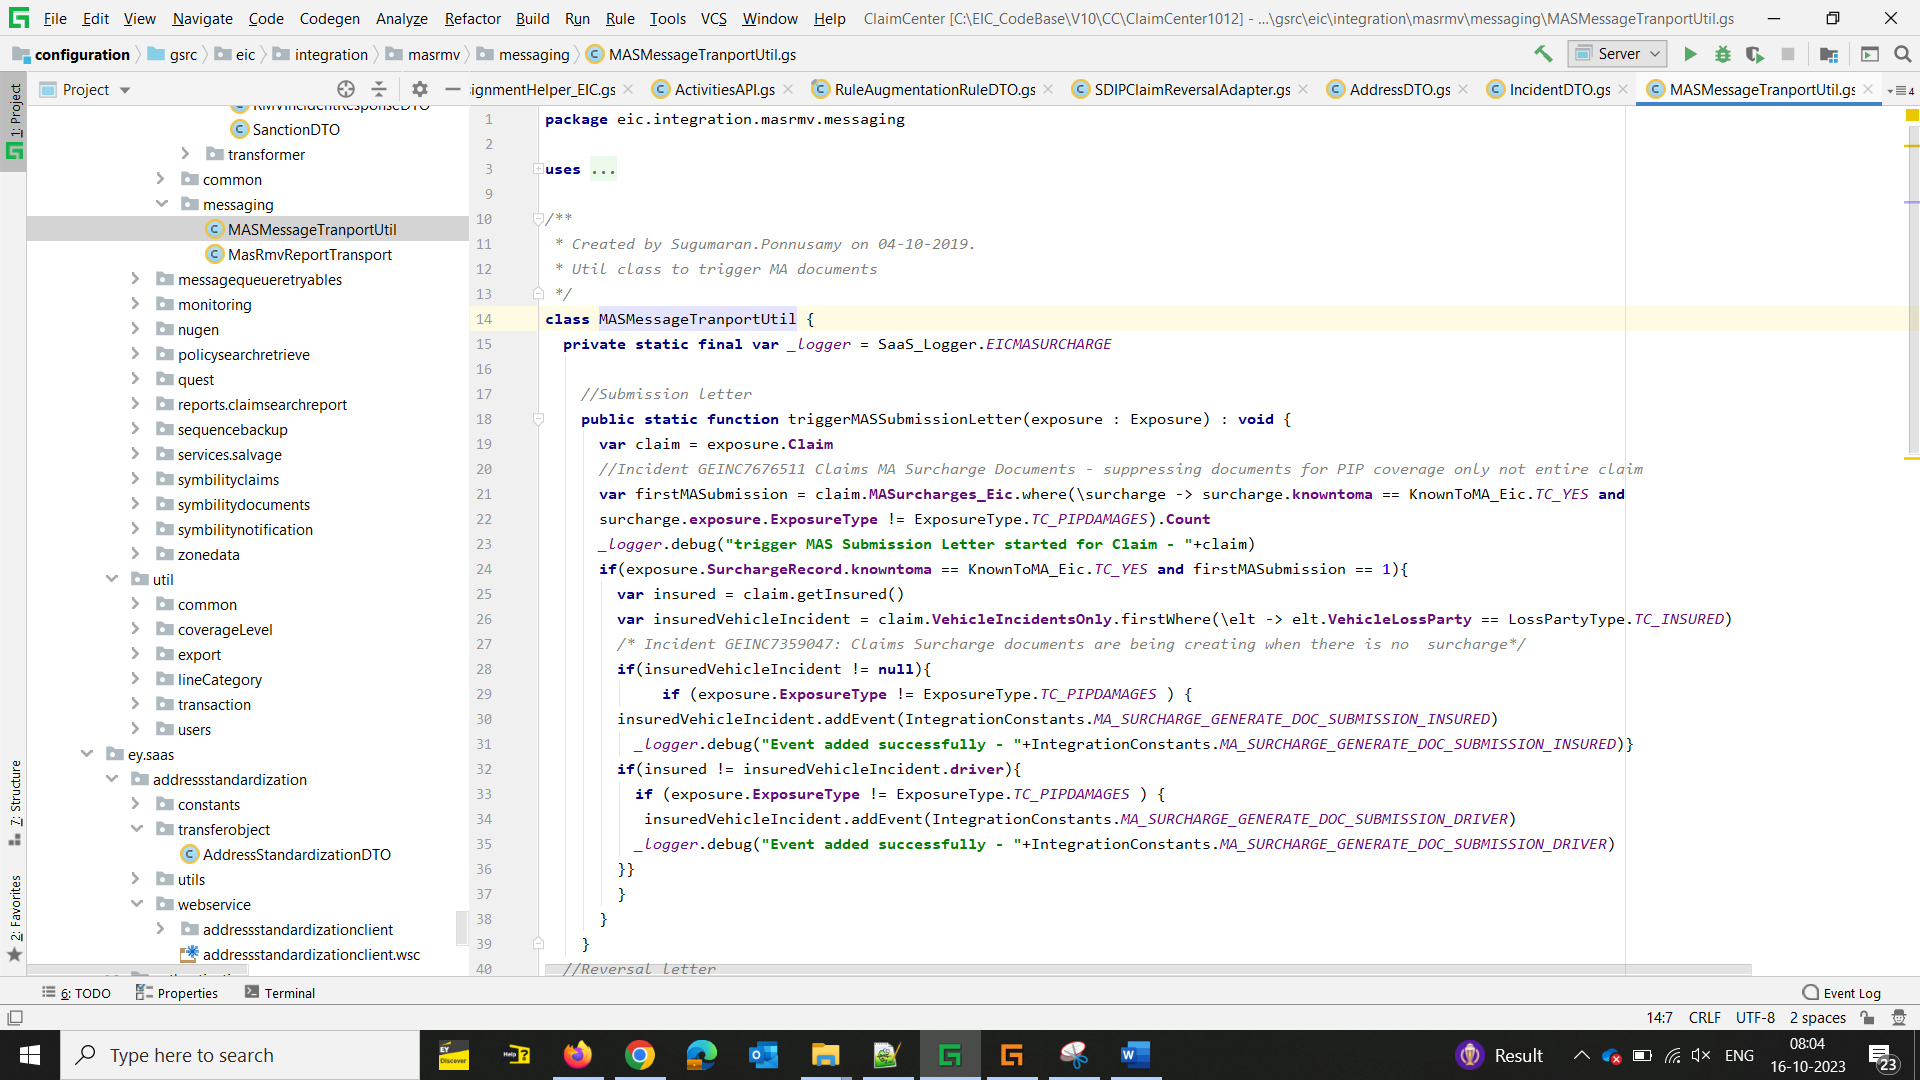 File Edit View Navigate Code Codegen Analyze Refactor Build Run Rule Tools VCS Window Help ClaimCenter [C:\EIC_CodeBase\V10\CC\ClaimCenter1012] - ...\gsrc\eic\integration\masrmv\messaging\MASMessageTranportUtil.gs
configuration gsrc eic integration masrmv messaging MASMessageTranportUtil.gs Server
Project signmentHelper_EIC.gs ActivitiesAPI.gs RuleAugmentationRuleDTO.gs SDIPClaimReversalAdapter.gs AddressDTO.gs IncidentDTO.gs MASMessageTranportUtil.gs 4
1: Project
7: Structure
2: Favorites
RMVIncidentResponseDTO
SanctionDTO
transformer
common
messaging
MASMessageTranportUtil
MasRmvReportTransport
messagequeueretryables
monitoring
nugen
policysearchretrieve
quest
reports.claimsearchreport
sequencebackup
services.salvage
symbilityclaims
symbilitydocuments
symbilitynotification
zonedata
util
common
coverageLevel
export
lineCategory
transaction
users
ey.saas
addressstandardization
constants
transferobject
AddressStandardizationDTO
utils
webservice
addressstandardizationclient
addressstandardizationclient.wsc
1 package eic.integration.masrmv.messaging
2
3 uses ...
9
10 /**
11 * Created by Sugumaran.Ponnusamy on 04-10-2019.
12 * Util class to trigger MA documents
13 */
14 class MASMessageTranportUtil {
15 private static final var _logger = SaaS_Logger.EICMASURCHARGE
16
17 //Submission letter
18 public static function triggerMASSubmissionLetter(exposure : Exposure) : void {
19 var claim = exposure.Claim
20 //Incident GEINC7676511 Claims MA Surcharge Documents - suppressing documents for PIP coverage only not entire claim
21 var firstMASubmission = claim.MASurcharges_Eic.where(\surcharge -> surcharge.knowntoma == KnownToMA_Eic.TC_YES and
22 surcharge.exposure.ExposureType != ExposureType.TC_PIPDAMAGES).Count
23 _logger.debug("trigger MAS Submission Letter started for Claim - "+claim)
24 if(exposure.SurchargeRecord.knowntoma == KnownToMA_Eic.TC_YES and firstMASubmission == 1){
25 var insured = claim.getInsured()
26 var insuredVehicleIncident = claim.VehicleIncidentsOnly.firstWhere(\elt -> elt.VehicleLossParty == LossPartyType.TC_INSURED)
27 /* Incident GEINC7359047: Claims Surcharge documents are being creating when there is no  surcharge*/
28 if(insuredVehicleIncident != null){
29 if (exposure.ExposureType != ExposureType.TC_PIPDAMAGES ) {
30 insuredVehicleIncident.addEvent(IntegrationConstants.MA_SURCHARGE_GENERATE_DOC_SUBMISSION_INSURED)
31 _logger.debug("Event added successfully - "+IntegrationConstants.MA_SURCHARGE_GENERATE_DOC_SUBMISSION_INSURED)}
32 if(insured != insuredVehicleIncident.driver){
33 if (exposure.ExposureType != ExposureType.TC_PIPDAMAGES ) {
34 insuredVehicleIncident.addEvent(IntegrationConstants.MA_SURCHARGE_GENERATE_DOC_SUBMISSION_DRIVER)
35 _logger.debug("Event added successfully - "+IntegrationConstants.MA_SURCHARGE_GENERATE_DOC_SUBMISSION_DRIVER)
36 }}
37 }
38 }
39 }
40 //Reversal letter
6: TODO Properties Terminal Event Log
14:7 CRLF UTF-8 2 spaces
Type here to search EY Discover Help ? Result ENG 08:04
16-10-2023 23